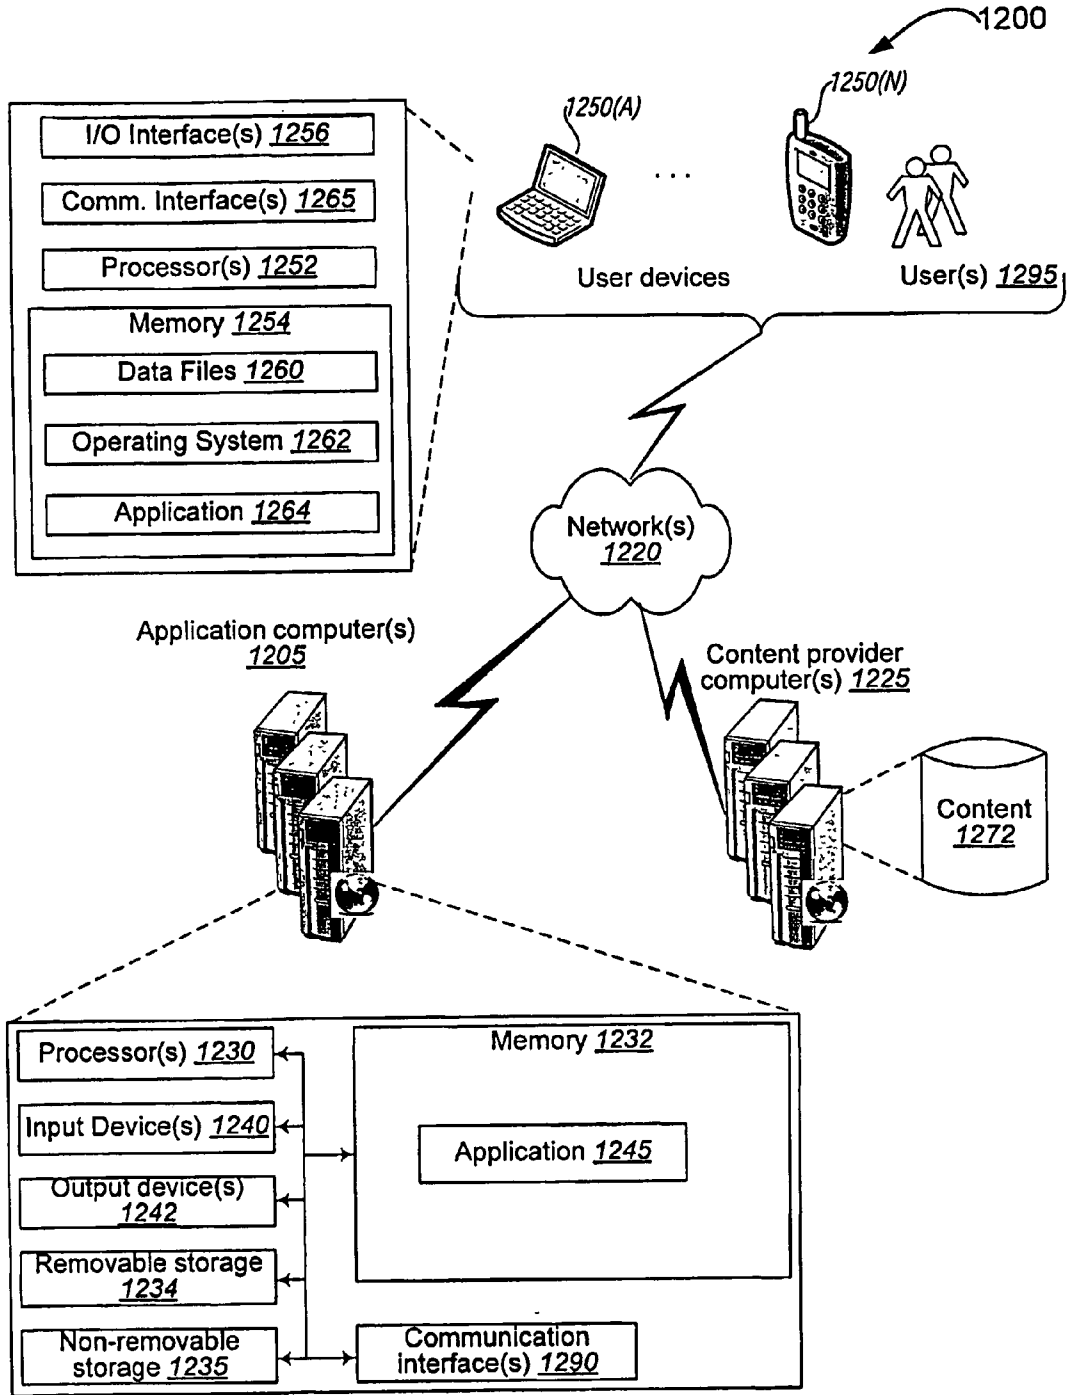 1200
1250(A)
1250(N)
I/O Interface(s) 1256
Comm. Interface(s) 1265
Processor(s) 1252
Memory 1254
Data Files 1260
Operating System 1262
Application 1264
...
User devices
User(s) 1295
Network(s)
1220
Application computer(s)
1205
Content provider
computer(s) 1225
Content
1272
Processor(s) 1230
Input Device(s) 1240
Output device(s)
1242
Removable storage
1234
Non-removable
storage 1235
Memory 1232
Application 1245
Communication
interface(s) 1290